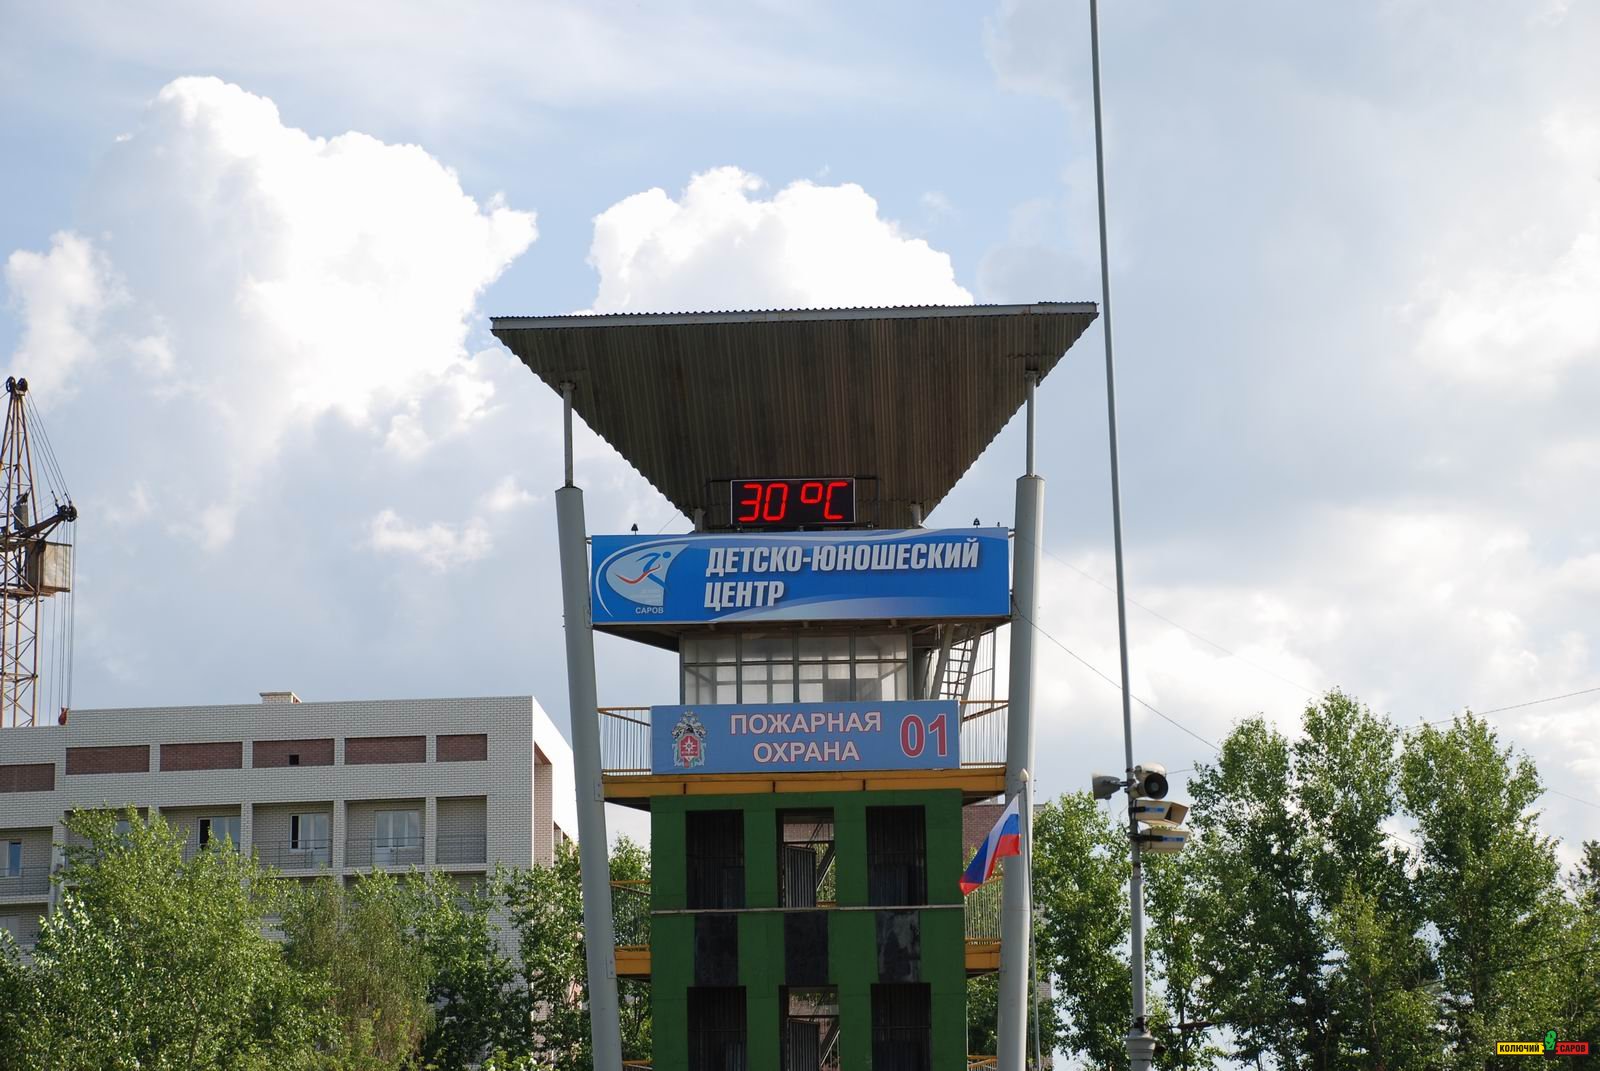 30 °C
ДЕТСКО-ЮНОШЕСКИЙ
ЦЕНТР
САРОВ
ПОЖАРНАЯ
ОХРАНА
01
КОЛЮЧИЙ САРОВ